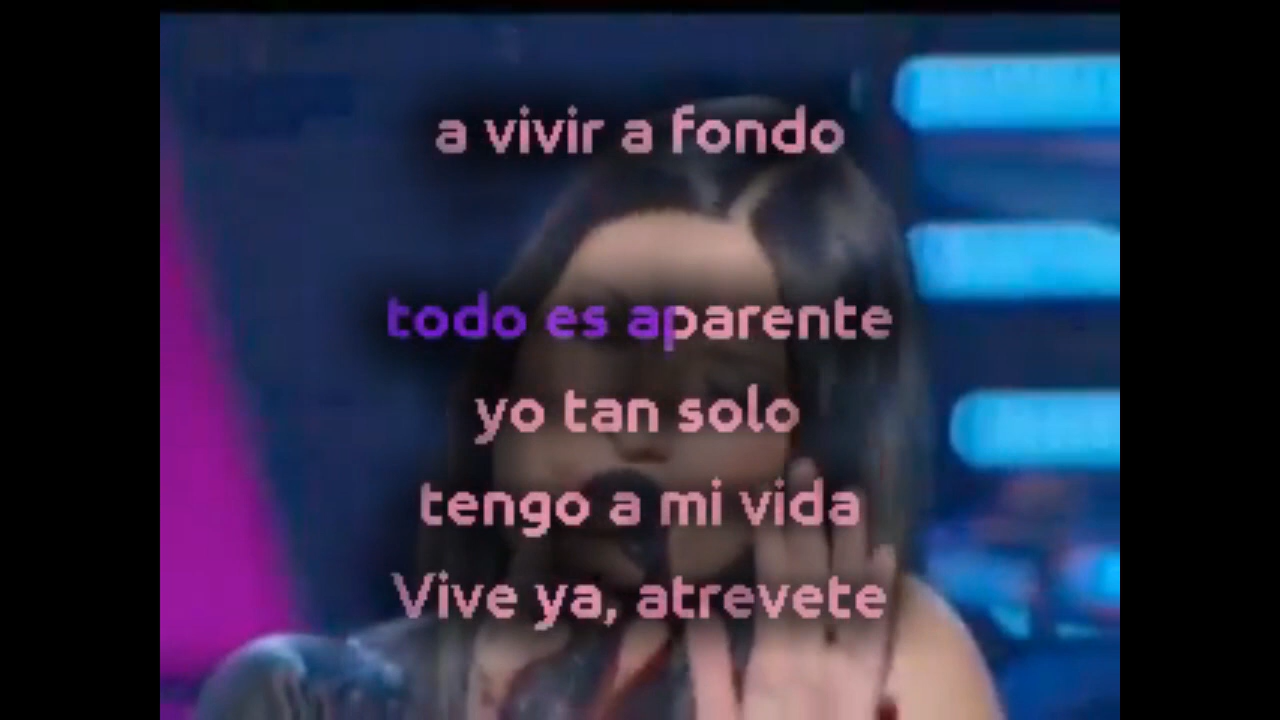 a vivir a fondo
todo es aparente
yo tan solo
tengo a mi vida
Vive ya, atrevete